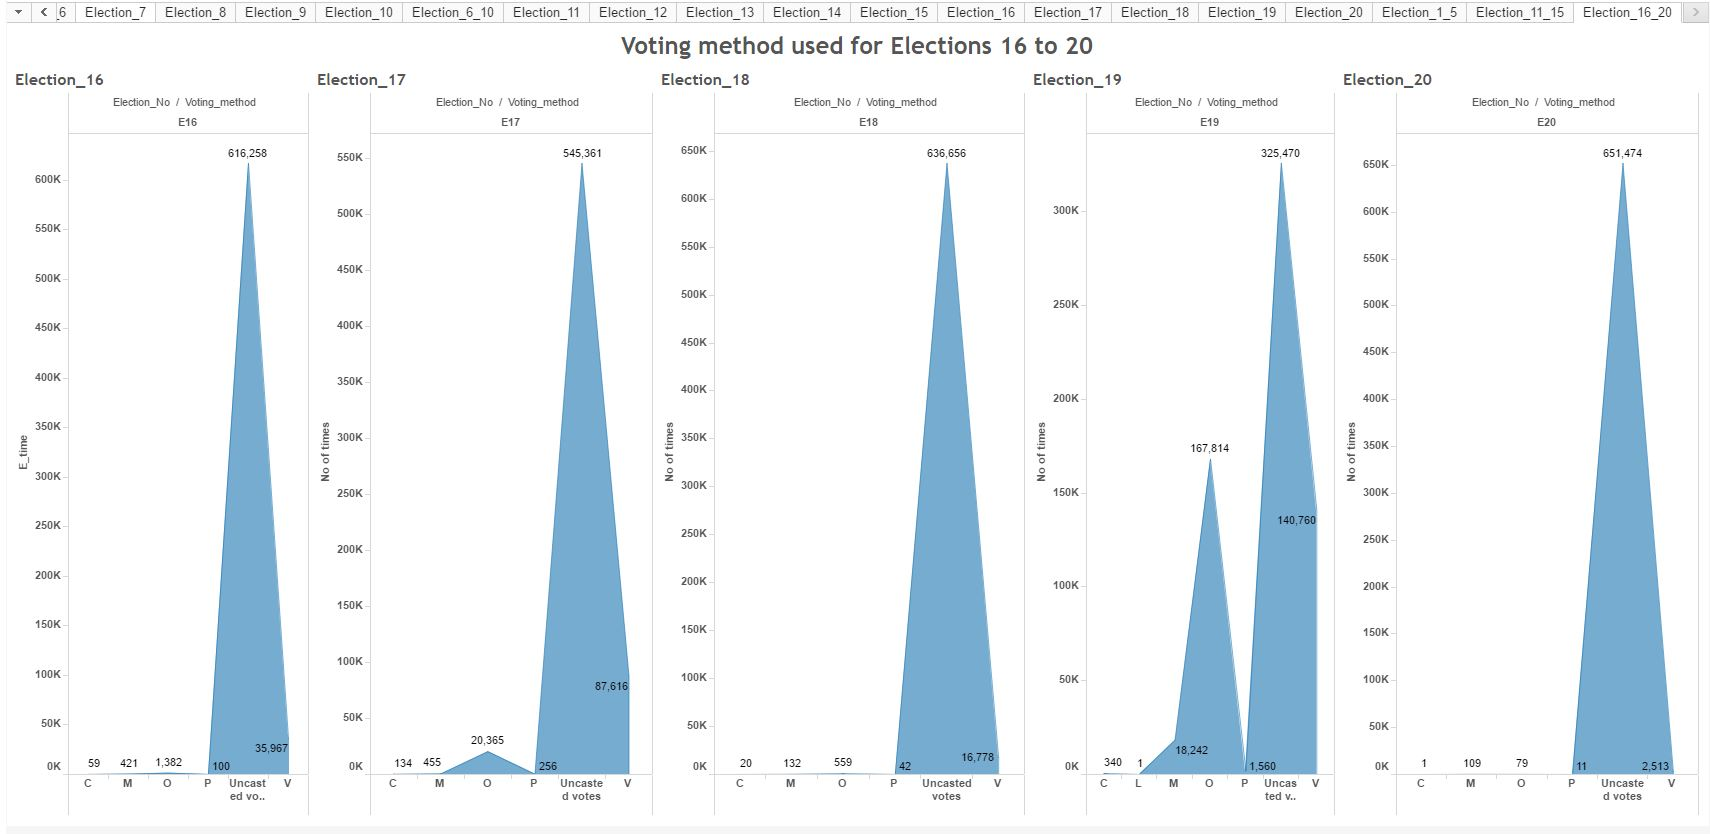 _6 Election_7 Election_8 Election_9 Election_10 Election_6_10 Election_11 Election_12 Election_13 Election_14 Election_15 Election_16 Election_17 Election_18 Election_19 Election_20 Election_1_5 Election_11_15 Election_16_20
Voting method used for Elections 16 to 20
Election_16
Election_No / Voting_method
E16
E_time
600K
550K
500K
450K
400K
350K
300K
250K
200K
150K
100K
50K
0K
616,258
59 421 1,382 100 35,967
C M O P Uncast V
ed vo..
Election_17
Election_No / Voting_method
E17
No of times
550K
500K
450K
400K
350K
300K
250K
200K
150K
100K
50K
0K
545,361
87,616
20,365
134 455 256
C M O P Uncaste V
d votes
Election_18
Election_No / Voting_method
E18
No of times
650K
600K
550K
500K
450K
400K
350K
300K
250K
200K
150K
100K
50K
0K
636,656
16,778
20 132 559 42
C M O P Uncasted V
votes
Election_19
Election_No / Voting_method
E19
No of times
300K
250K
200K
150K
100K
50K
0K
325,470
167,814
140,760
18,242
340 1 1,560
C L M O P Uncas V
ted v..
Election_20
Election_No / Voting_method
E20
No of times
650K
600K
550K
500K
450K
400K
350K
300K
250K
200K
150K
100K
50K
0K
651,474
1 109 79 11 2,513
C M O P Uncaste V
d votes